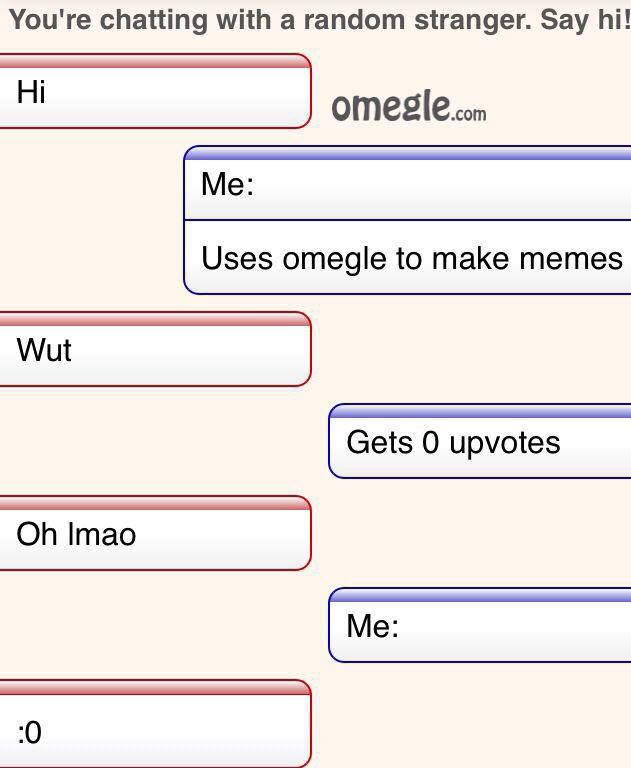 You're chatting with a random stranger. Say hi!
Hi
omegle.com
Me:
Uses omegle to make memes
Wut
Gets 0 upvotes
Oh lmao
Me:
:0